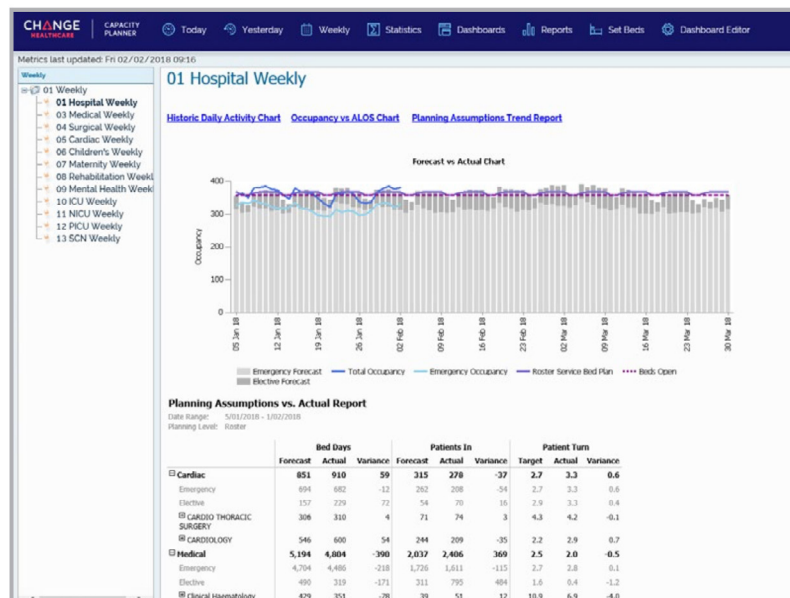 CHANGE HEALTHCARE CAPACITY PLANNER Today Yesterday Weekly Statistics Dashboards Reports Set Beds Dashboard Editor
Metrics last updated: Fri 02/02/2018 09:16
Weekly
01 Weekly
01 Hospital Weekly
03 Medical Weekly
04 Surgical Weekly
05 Cardiac Weekly
06 Children's Weekly
07 Maternity Weekly
08 Rehabilitation Weekl
09 Mental Health Weekl
10 ICU Weekly
11 NICU Weekly
12 PICU Weekly
13 SCN Weekly
01 Hospital Weekly
Historic Daily Activity Chart Occupancy vs ALOS Chart Planning Assumptions Trend Report
Forecast vs Actual Chart
Occupancy
400
300
200
100
0
05 Jan 18 12 Jan 18 19 Jan 18 26 Jan 18 02 Feb 18 09 Feb 18 16 Feb 18 23 Feb 18 02 Mar 18 09 Mar 18 16 Mar 18 23 Mar 18 30 Mar 18
Emergency Forecast Total Occupancy Emergency Occupancy Roster Service Bed Plan Beds Open
Elective Forecast
Planning Assumptions vs. Actual Report
Date Range: 5/01/2018 - 1/02/2018
Planning Level: Roster
Bed Days Patients In Patient Turn
Forecast Actual Variance Forecast Actual Variance Target Actual Variance
Cardiac 851 910 59 315 278 -37 2.7 3.3 0.6
Emergency 694 682 -12 262 208 -54 2.7 3.3 0.6
Elective 157 229 72 54 70 16 2.9 3.3 0.4
CARDIO THORACIC 306 310 4 71 74 3 4.3 4.2 -0.1
SURGERY
CARDIOLOGY 546 600 54 244 209 -35 2.2 2.9 0.7
Medical 5,194 4,804 -390 2,037 2,406 369 2.5 2.0 -0.5
Emergency 4,704 4,486 -218 1,726 1,611 -115 2.7 2.8 0.1
Elective 490 319 -171 311 795 484 1.6 0.4 -1.2
Clinical Haematology 429 351 -78 39 51 12 10.9 6.9 -4.0